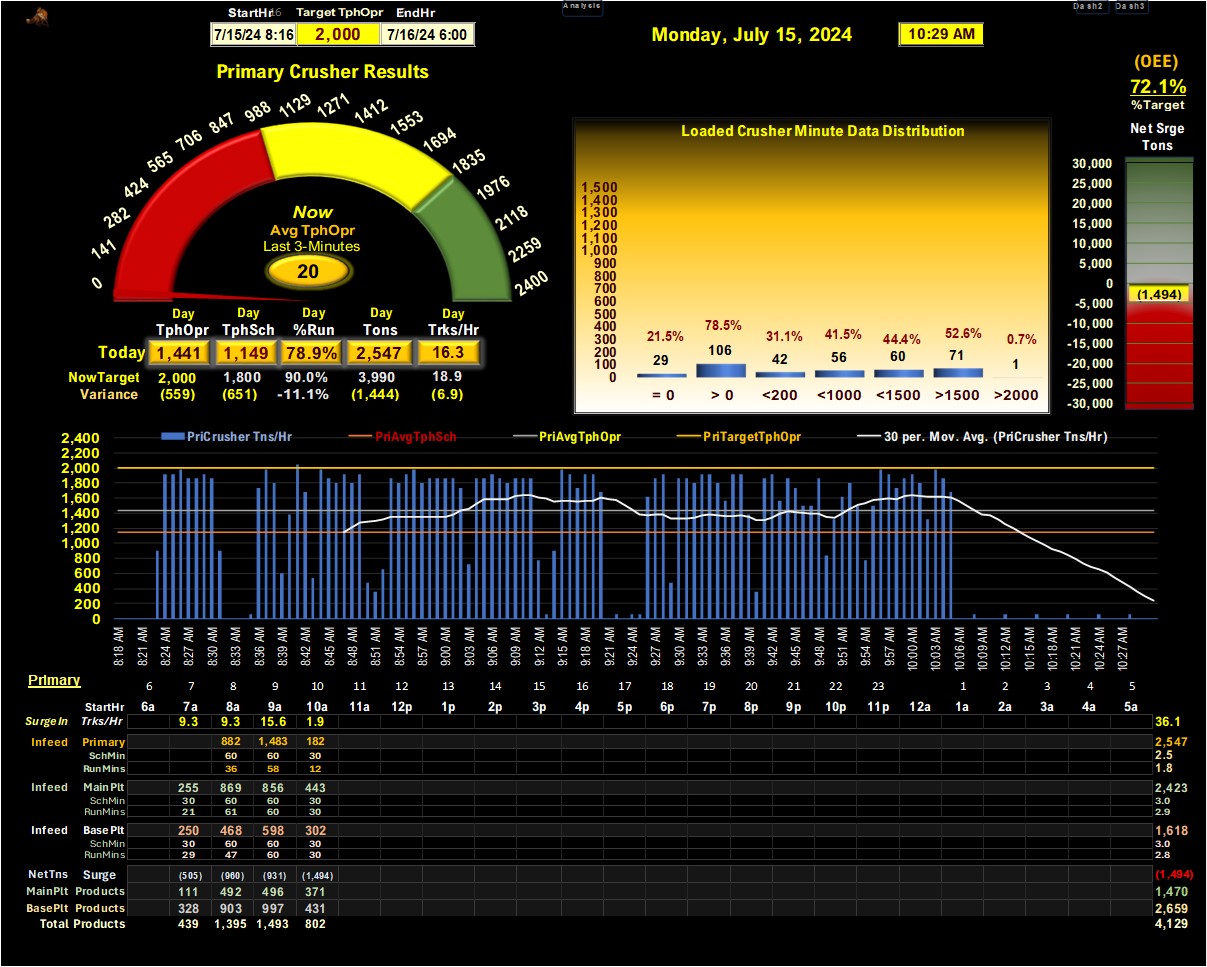 StartHr 16 Target TphOpr EndHr
7/15/24 8:16 2,000 7/16/24 6:00
Analysis
Monday, July 15, 2024
10:29 AM
Dash2 Dash3
(OEE)
72.1%
%Target
Net Srge
Tons
30,000
25,000
20,000
15,000
10,000
5,000
0
(1,494)
-5,000
-10,000
-15,000
-20,000
-25,000
-30,000
Primary Crusher Results
0 141 282 424 565 706 847 988 1129 1271 1412 1553 1694 1835 1976 2118 2259 2400
Now
Avg TphOpr
Last 3-Minutes
20
Day Day Day Day Day
TphOpr TphSch %Run Tons Trks/Hr
Today 1,441 1,149 78.9% 2,547 16.3
NowTarget 2,000 1,800 90.0% 3,990 18.9
Variance (559) (651) -11.1% (1,444) (6.9)
Loaded Crusher Minute Data Distribution
1,500
1,400
1,300
1,200
1,100
1,000
900
800
700
600
500
400
300
200
100
0
21.5% 78.5% 31.1% 41.5% 44.4% 52.6% 0.7%
29 106 42 56 60 71 1
= 0 > 0 <200 <1000 <1500 >1500 >2000
PriCrusher Tns/Hr PriAvgTphSch PriAvgTphOpr PriTargetTphOpr 30 per. Mov. Avg. (PriCrusher Tns/Hr)
2,400
2,200
2,000
1,800
1,600
1,400
1,200
1,000
800
600
400
200
0
8:18 AM 8:21 AM 8:24 AM 8:27 AM 8:30 AM 8:33 AM 8:36 AM 8:39 AM 8:42 AM 8:45 AM 8:48 AM 8:51 AM 8:54 AM 8:57 AM 9:00 AM 9:03 AM 9:06 AM 9:09 AM 9:12 AM 9:15 AM 9:18 AM 9:21 AM 9:24 AM 9:27 AM 9:30 AM 9:33 AM 9:36 AM 9:39 AM 9:42 AM 9:45 AM 9:48 AM 9:51 AM 9:54 AM 9:57 AM 10:00 AM 10:03 AM 10:06 AM 10:09 AM 10:12 AM 10:15 AM 10:18 AM 10:21 AM 10:24 AM 10:27 AM
Primary
6 7 8 9 10 11 12 13 14 15 16 17 18 19 20 21 22 23 1 2 3 4 5
StartHr 6a 7a 8a 9a 10a 11a 12p 1p 2p 3p 4p 5p 6p 7p 8p 9p 10p 11p 12a 1a 2a 3a 4a 5a
SurgeIn Trks/Hr 9.3 9.3 15.6 1.9 36.1
Infeed Primary 882 1,483 182 2,547
SchMin 60 60 30 2.5
RunMins 36 58 12 1.8
Infeed Main Plt 255 869 856 443 2,423
SchMin 30 60 60 30 3.0
RunMins 21 61 60 30 2.9
Infeed Base Plt 250 468 598 302 1,618
SchMin 30 60 60 30 3.0
RunMins 29 47 60 30 2.8
NetTns Surge (505) (960) (931) (1,494) (1,494)
MainPlt Products 111 492 496 371 1,470
BasePlt Products 328 903 997 431 2,659
Total Products 439 1,395 1,493 802 4,129